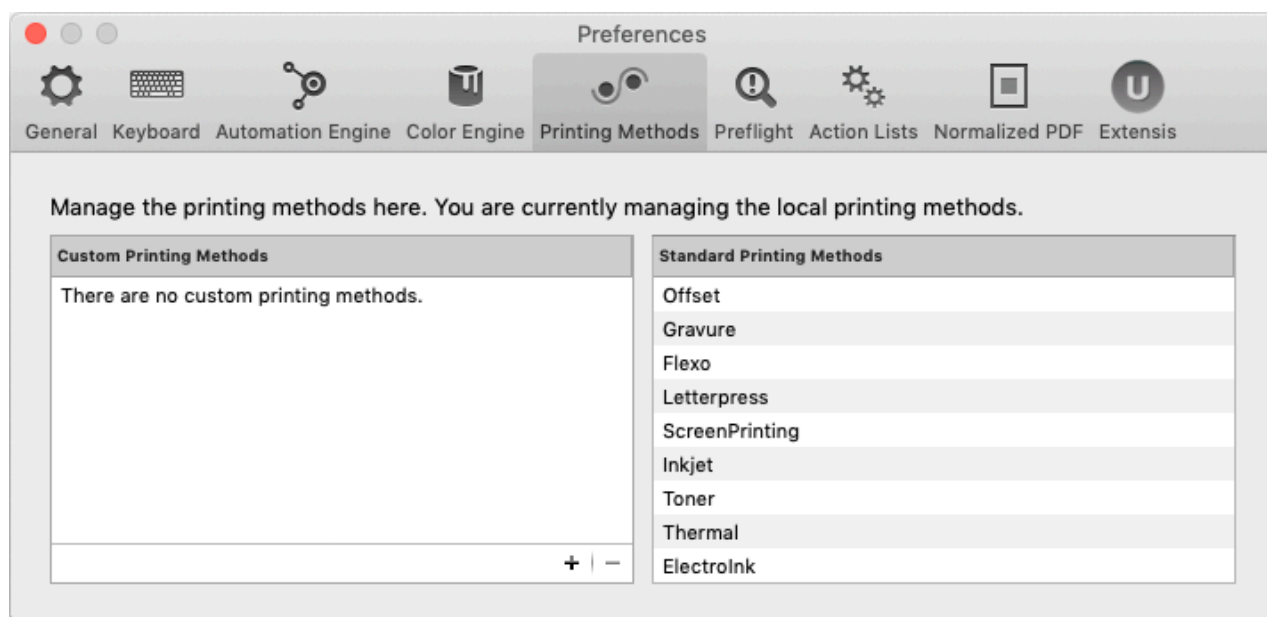 Preferences
General Keyboard Automation Engine Color Engine Printing Methods Preflight Action Lists Normalized PDF Extensis
Manage the printing methods here. You are currently managing the local printing methods.
Custom Printing Methods
There are no custom printing methods.
Standard Printing Methods
Offset
Gravure
Flexo
Letterpress
ScreenPrinting
Inkjet
Toner
Thermal
ElectroInk